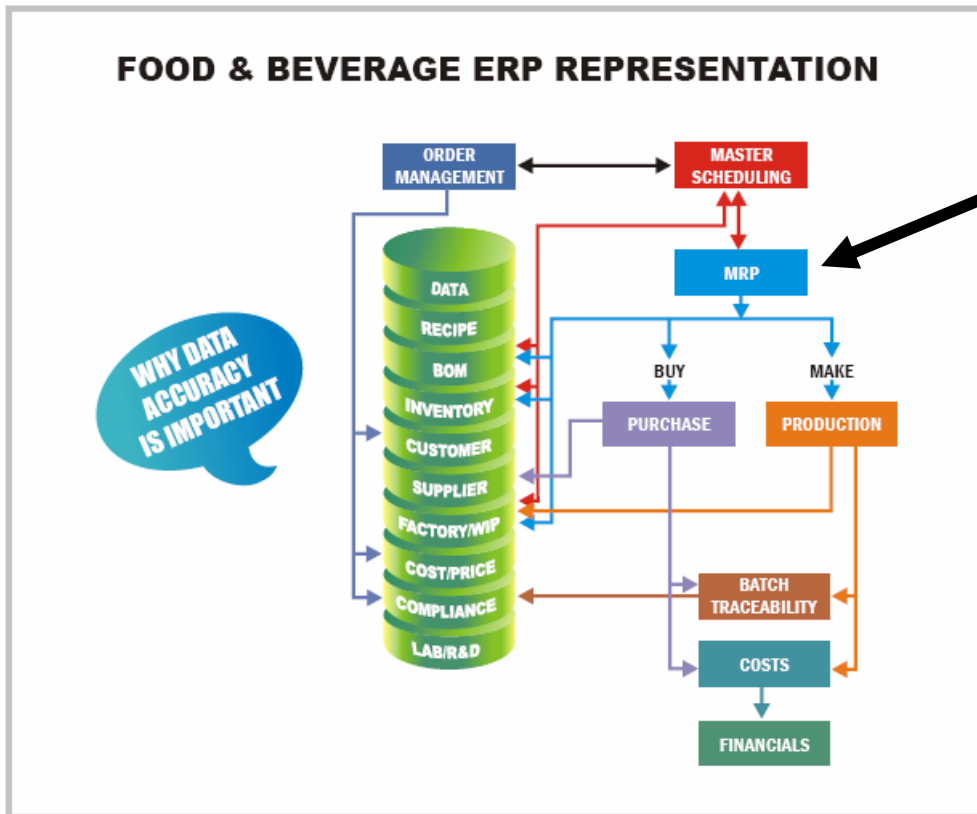 FOOD & BEVERAGE ERP REPRESENTATION
ORDER
MANAGEMENT
MASTER
SCHEDULING
MRP
DATA
RECIPE
BOM
INVENTORY
CUSTOMER
SUPPLIER
FACTORY/WIP
COST/PRICE
COMPLIANCE
LAB/R&D
WHY DATA
ACCURACY
IS IMPORTANT
BUY
MAKE
PURCHASE
PRODUCTION
BATCH
TRACEABILITY
COSTS
FINANCIALS